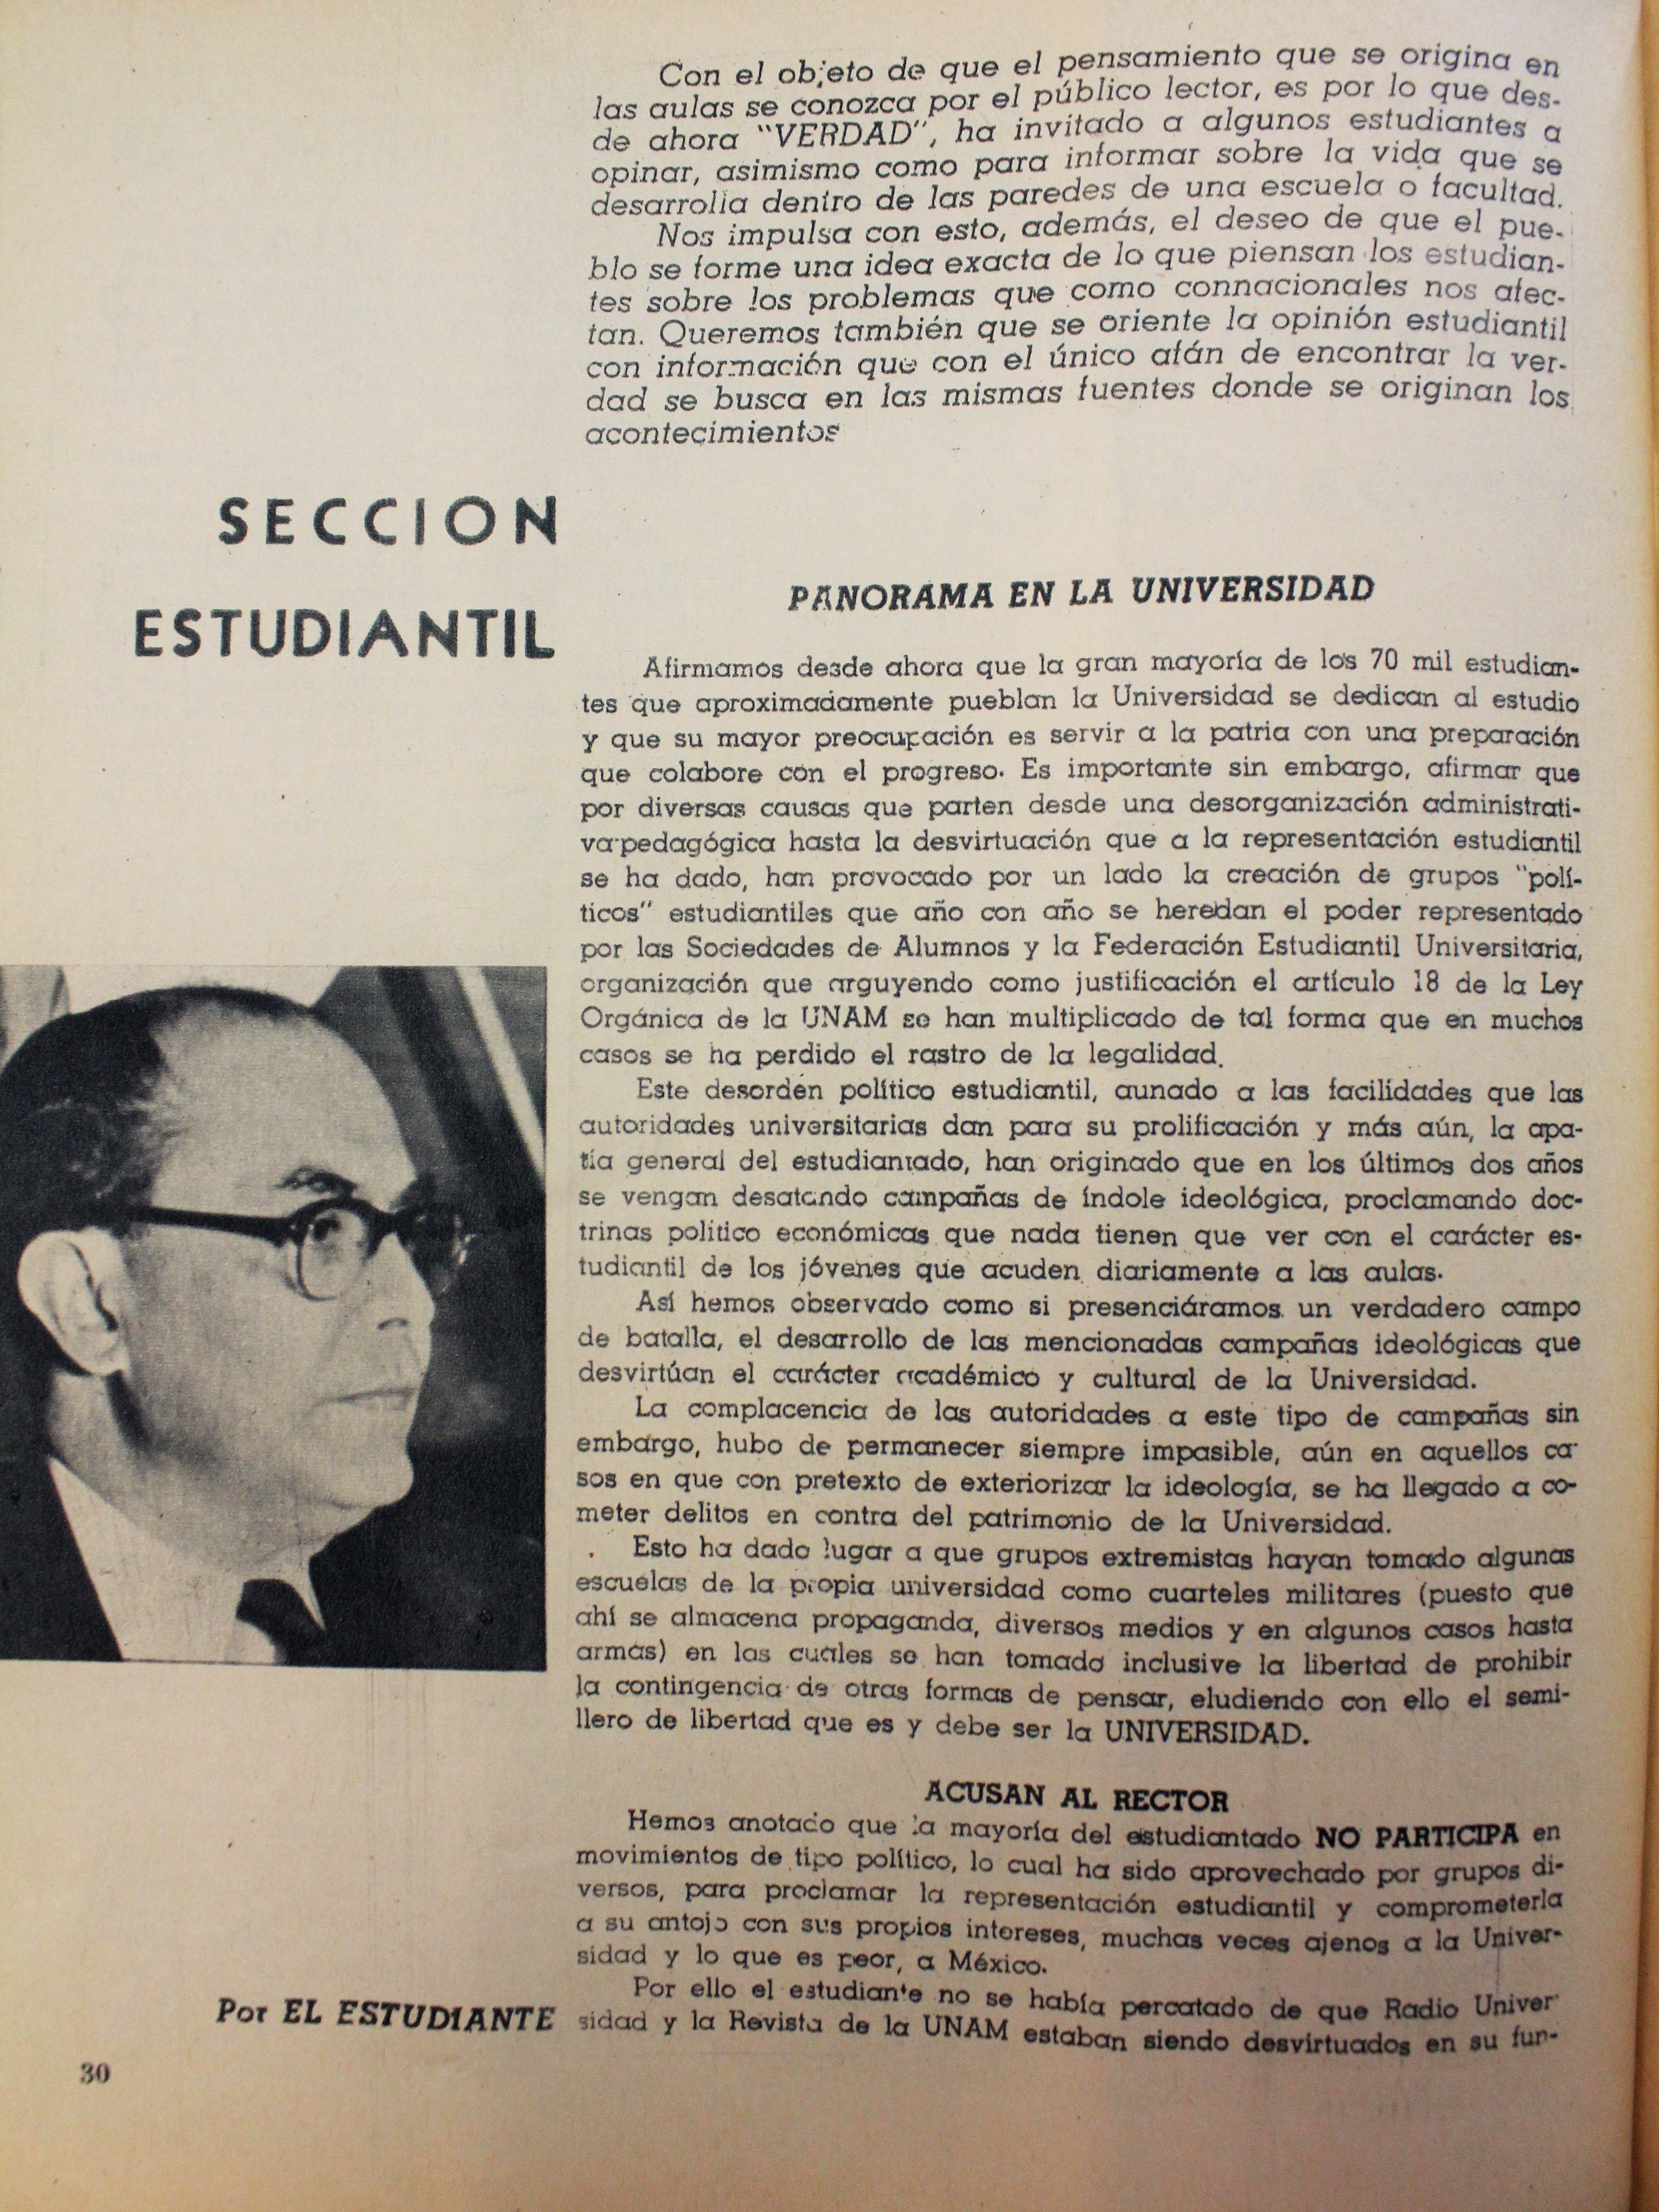 Con el objeto de que el pensamiento que se origina en
las aulas se conozca por el público lector, es por lo que des-
de ahora "VERDAD", ha invitado a algunos estudiantes a
opinar, asimismo como para informar sobre la vida que se
desarrolla dentro de las paredes de una escuela o facultad.
Nos impulsa con esto, además, el deseo de que el pue-
blo se forme una idea exacta de lo que piensan los estudian-
tes sobre los problemas que como connacionales nos afec-
tan. Queremos también que se oriente la opinión estudiantil
con información que con el único afán de encontrar la ver-
dad se busca en las mismas fuentes donde se originan los
acontecimientos
SECCION
ESTUDIANTIL
PANORAMA EN LA UNIVERSIDAD
Afirmamos desde ahora que la gran mayoría de los 70 mil estudian-
tes que aproximadamente pueblan la Universidad se dedican al estudio
y que su mayor preocupación es servir a la patria con una preparación
que colabore con el progreso. Es importante sin embargo, afirmar que
por diversas causas que parten desde una desorganización administrati-
va-pedagógica hasta la desvirtuación que a la representación estudiantil
se ha dado, han provocado por un lado la creación de grupos "polí-
ticos" estudiantiles que año con año se heredan el poder representado
por las Sociedades de Alumnos y la Federación Estudiantil Universitaria,
organización que arguyendo como justificación el artículo 18 de la Ley
Orgánica de la UNAM se han multiplicado de tal forma que en muchos
casos se ha perdido el rastro de la legalidad.
Este desorden político estudiantil, aunado a las facilidades que las
autoridades universitarias dan para su prolificación y más aún, la apa-
tía general del estudiantado, han originado que en los últimos dos años
se vengan desatando campañas de índole ideológica, proclamando doc-
trinas político económicas que nada tienen que ver con el carácter es-
tudiantil de los jóvenes que acuden diariamente a las aulas.
Así hemos observado como si presenciáramos un verdadero campo
de batalla, el desarrollo de las mencionadas campañas ideológicas que
desvirtúan el carácter académico y cultural de la Universidad.
La complacencia de las autoridades a este tipo de campañas sin
embargo, hubo de permanecer siempre impasible, aún en aquellos ca-
sos en que con pretexto de exteriorizar la ideología, se ha llegado a co-
meter delitos en contra del patrimonio de la Universidad.
Esto ha dado lugar a que grupos extremistas hayan tomado algunas
escuelas de la propia universidad como cuarteles militares (puesto que
ahí se almacena propaganda, diversos medios y en algunos casos hasta
armas) en las cuales se han tomado inclusive la libertad de prohibir
la contingencia de otras formas de pensar, eludiendo con ello el semi-
llero de libertad que es y debe ser la UNIVERSIDAD.
ACUSAN AL RECTOR
Hemos anotado que la mayoría del estudiantado NO PARTICIPA en
movimientos de tipo político, lo cual ha sido aprovechado por grupos di-
versos, para proclamar la representación estudiantil y comprometerla
a su antojo con sus propios intereses, muchas veces ajenos a la Univer-
sidad y lo que es peor, a México.
Por ello el estudiante no se había percatado de que Radio Univer-
sidad y la Revista de la UNAM estaban siendo desvirtuados en su fun-
Por EL ESTUDIANTE
30